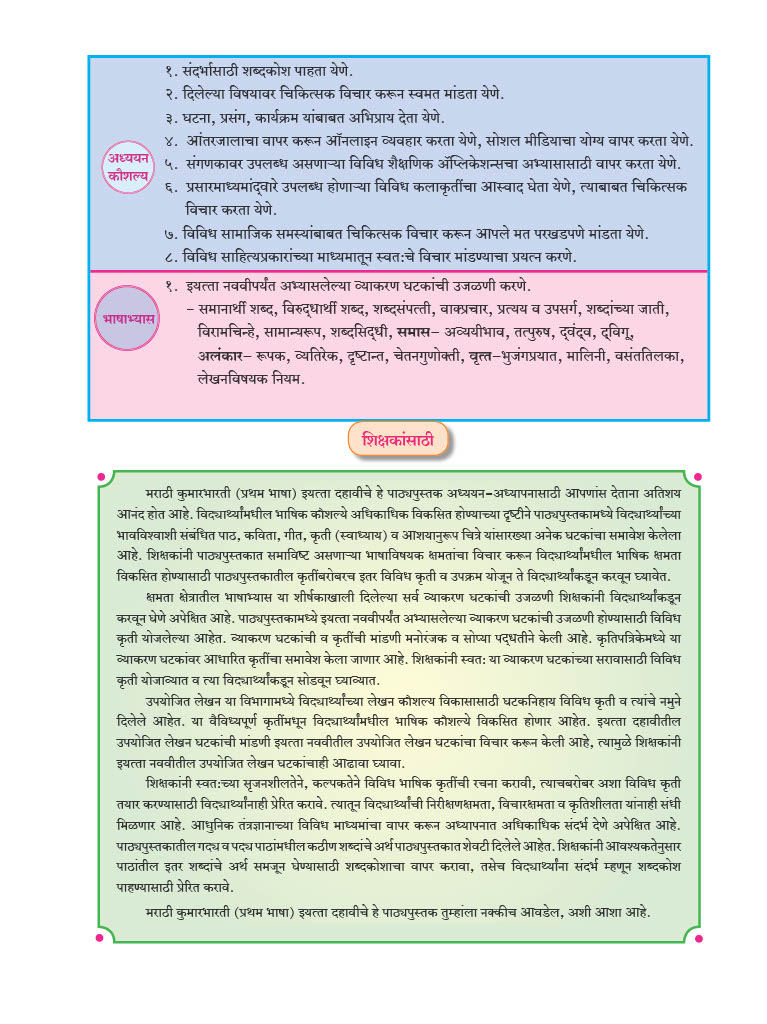 १. संदर्भासाठी शब्दकोश पाहता येणे.
२. दिलेल्या विषयावर चिकित्सक विचार करून स्वमत मांडता येणे.
३. घटना, प्रसंग, कार्यक्रम यांबाबत अभिप्राय देता येणे.
४. आंतरजालाचा वापर करून ऑनलाइन व्यवहार करता येणे, सोशल मीडियाचा योग्य वापर करता येणे.
अध्ययन
कौशल्य
५. संगणकावर उपलब्ध असणाऱ्या विविध शैक्षणिक ॲप्लिकेशन्सचा अभ्यासासाठी वापर करता येणे.
६. प्रसारमाध्यमांद्‌वारे उपलब्ध होणाऱ्या विविध कलाकृतींचा आस्वाद घेता येणे, त्याबाबत चिकित्सक
विचार करता येणे.
७. विविध सामाजिक समस्यांबाबत चिकित्सक विचार करून आपले मत परखडपणे मांडता येणे.
८. विविध साहित्यप्रकारांच्या माध्यमातून स्वत:चे विचार मांडण्याचा प्रयत्न करणे.
भाषाभ्यास
१. इयत्ता नववीपर्यंत अभ्यासलेल्या व्याकरण घटकांची उजळणी करणे.
- समानार्थी शब्द, विरुद्‌धार्थी शब्द, शब्दसंपत्ती, वाक्प्रचार, प्रत्यय व उपसर्ग, शब्दांच्या जाती,
विरामचिन्हे, सामान्यरूप, शब्दसिद्‌धी, समास- अव्ययीभाव, तत्पुरुष, द्‌वंद्‌व, द्‌विगू,
अलंकार- रूपक, व्यतिरेक, दृष्टान्त, चेतनगुणोक्ती, वृत्त-भुजंगप्रयात, मालिनी, वसंततिलका,
लेखनविषयक नियम.
शिक्षकांसाठी
मराठी कुमारभारती (प्रथम भाषा) इयत्ता दहावीचे हे पाठ्यपुस्तक अध्ययन-अध्यापनासाठी आपणांस देताना अतिशय
आनंद होत आहे. विद्यार्थ्यांमधील भाषिक कौशल्ये अधिकाधिक विकसित होण्याच्या दृष्टीने पाठ्यपुस्तकामध्ये विद्यार्थ्यांच्या
भावविश्वाशी संबंधित पाठ, कविता, गीत, कृती (स्वाध्याय) व आशयानुरूप चित्रे यांसारख्या अनेक घटकांचा समावेश केलेला
आहे. शिक्षकांनी पाठ्यपुस्तकात समाविष्ट असणाऱ्या भाषाविषयक क्षमतांचा विचार करून विद्यार्थ्यांमधील भाषिक क्षमता
विकसित होण्यासाठी पाठ्यपुस्तकातील कृतींबरोबरच इतर विविध कृती व उपक्रम योजून ते विद्यार्थ्यांकडून करवून घ्यावेत.
क्षमता क्षेत्रातील भाषाभ्यास या शीर्षकाखाली दिलेल्या सर्व व्याकरण घटकांची उजळणी शिक्षकांनी विद्यार्थ्यांकडून
करवून घेणे अपेक्षित आहे. पाठ्यपुस्तकामध्ये इयत्ता नववीपर्यंत अभ्यासलेल्या व्याकरण घटकांची उजळणी होण्यासाठी विविध
कृती योजलेल्या आहेत. व्याकरण घटकांची व कृतींची मांडणी मनोरंजक व सोप्या पद्‌धतीने केली आहे. कृतिपत्रिकेमध्ये या
व्याकरण घटकांवर आधारित कृतींचा समावेश केला जाणार आहे. शिक्षकांनी स्वत: या व्याकरण घटकांच्या सरावासाठी विविध
कृती योजाव्यात व त्या विद्यार्थ्यांकडून सोडवून घ्याव्यात.
उपयोजित लेखन या विभागामध्ये विद्यार्थ्यांच्या लेखन कौशल्य विकासासाठी घटकनिहाय विविध कृती व त्यांचे नमुने
दिलेले आहेत. या वैविध्यपूर्ण कृतींमधून विद्यार्थ्यांमधील भाषिक कौशल्ये विकसित होणार आहेत. इयत्ता दहावीतील
उपयोजित लेखन घटकांची मांडणी इयत्ता नववीतील उपयोजित लेखन घटकांचा विचार करून केली आहे, त्यामुळे शिक्षकांनी
इयत्ता नववीतील उपयोजित लेखन घटकांचाही आढावा घ्यावा.
शिक्षकांनी स्वत:च्या सृजनशीलतेने, कल्पकतेने विविध भाषिक कृतींची रचना करावी, त्याचबरोबर अशा विविध कृती
तयार करण्यासाठी विद्यार्थ्यांनाही प्रेरित करावे. त्यातून विद्यार्थ्यांची निरीक्षणक्षमता, विचारक्षमता व कृतिशीलता यांनाही संधी
मिळणार आहे. आधुनिक तंत्रज्ञानाच्या विविध माध्यमांचा वापर करून अध्यापनात अधिकाधिक संदर्भ देणे अपेक्षित आहे.
पाठ्यपुस्तकातील गद्य व पद्य पाठांमधील कठीण शब्दांचे अर्थ पाठ्यपुस्तकात शेवटी दिलेले आहेत. शिक्षकांनी आवश्यकतेनुसार
पाठांतील इतर शब्दांचे अर्थ समजून घेण्यासाठी शब्दकोशाचा वापर करावा, तसेच विद्यार्थ्यांना संदर्भ म्हणून शब्दकोश
पाहण्यासाठी प्रेरित करावे.
मराठी कुमारभारती (प्रथम भाषा) इयत्ता दहावीचे हे पाठ्यपुस्तक तुम्हांला नक्कीच आवडेल, अशी आशा आहे.